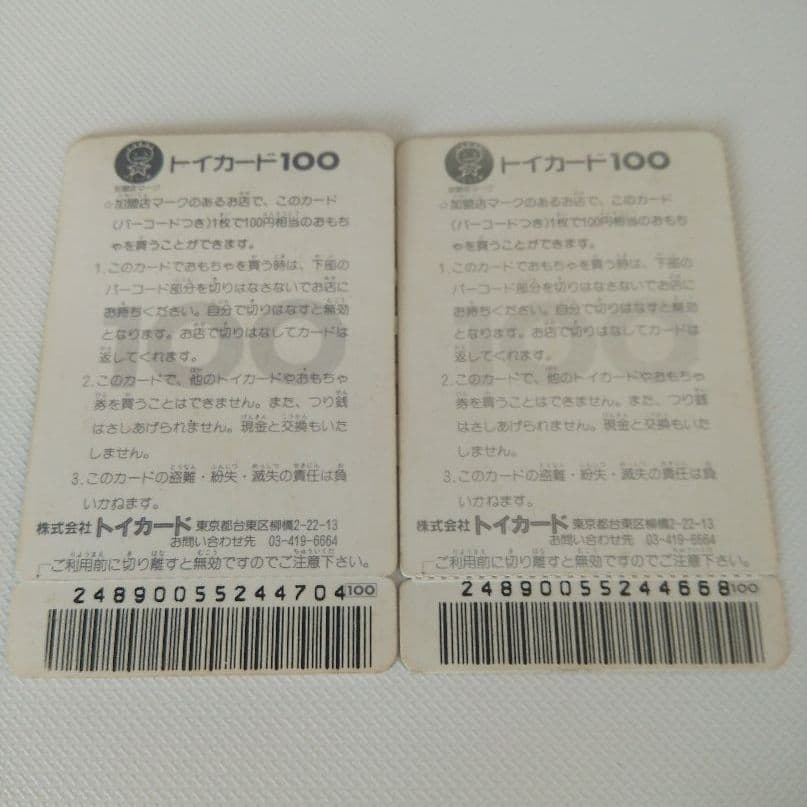 トイカード100
加盟店マーク
☆加盟店マークのあるお店で、このカード
(バーコードつき)1枚で100円相当のおもち
ゃを買うことができます。
1.このカードでおもちゃを買う時は、下部の
バーコード部分を切りはなさないでお店に
お持ちください。自分で切りはなすと無効
となります。お店で切りはなしてカードは
返してくれます。
2.このカードで、他のトイカードやおもちゃ
券を買うことはできません。また、つり銭
はさしあげられません。現金と交換もいた
しません。
3.このカードの盗難・紛失・滅失の責任は負
いかねます。
株式会社トイカード 東京都台東区柳橋2-22-13
お問い合わせ先 03-419-6664
ご利用前に切り離すと無効ですのでご注意下さい。
24890055244704 100
トイカード100
加盟店マーク
☆加盟店マークのあるお店で、このカード
(バーコードつき)1枚で100円相当のおもち
ゃを買うことができます。
1.このカードでおもちゃを買う時は、下部の
バーコード部分を切りはなさないでお店に
お持ちください。自分で切りはなすと無効
となります。お店で切りはなしてカードは
返してくれます。
2.このカードで、他のトイカードやおもちゃ
券を買うことはできません。また、つり銭
はさしあげられません。現金と交換もいた
しません。
3.このカードの盗難・紛失・滅失の責任は負
いかねます。
株式会社トイカード 東京都台東区柳橋2-22-13
お問い合わせ先 03-419-6664
ご利用前に切り離すと無効ですのでご注意下さい。
24890055244668 100